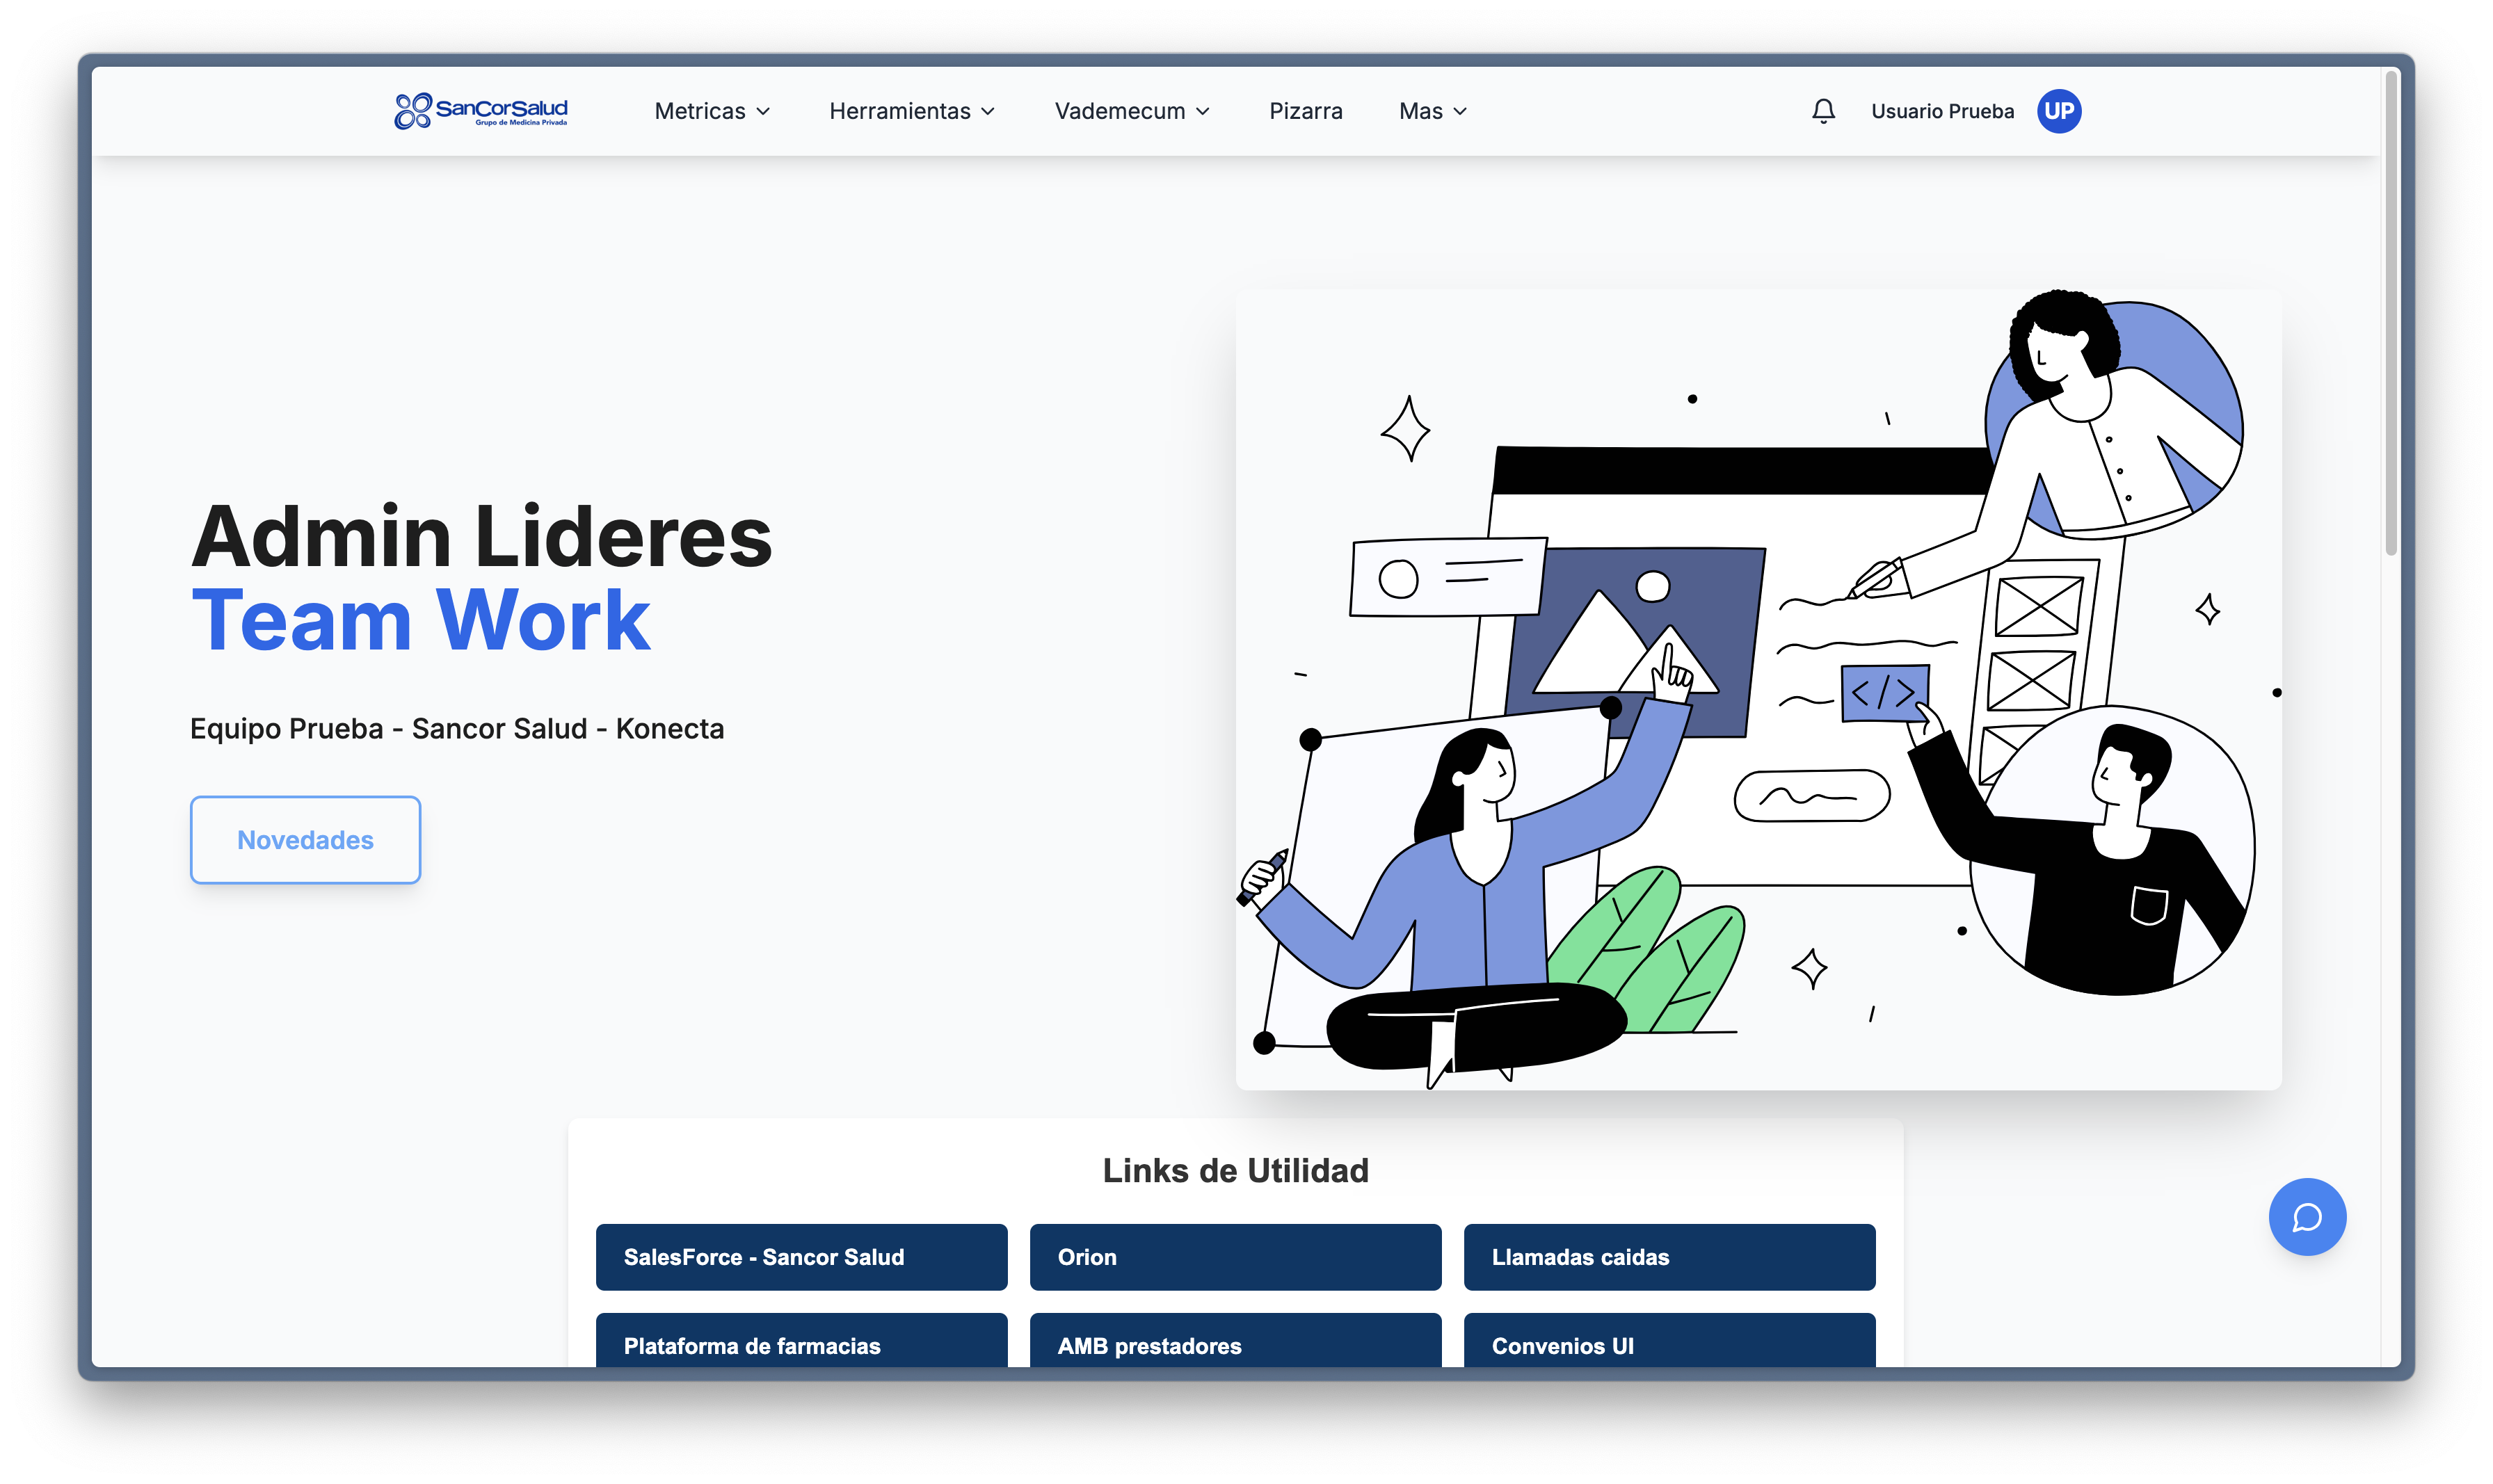 SanCorSalud
Grupo de Medicina Privada
Metricas
Herramientas
Vademecum
Pizarra
Mas
Usuario Prueba
UP
Admin Lideres
Team Work
Equipo Prueba - Sancor Salud - Konecta
Novedades
</>
Links de Utilidad
SalesForce - Sancor Salud
Orion
Llamadas caidas
Plataforma de farmacias
AMB prestadores
Convenios UI